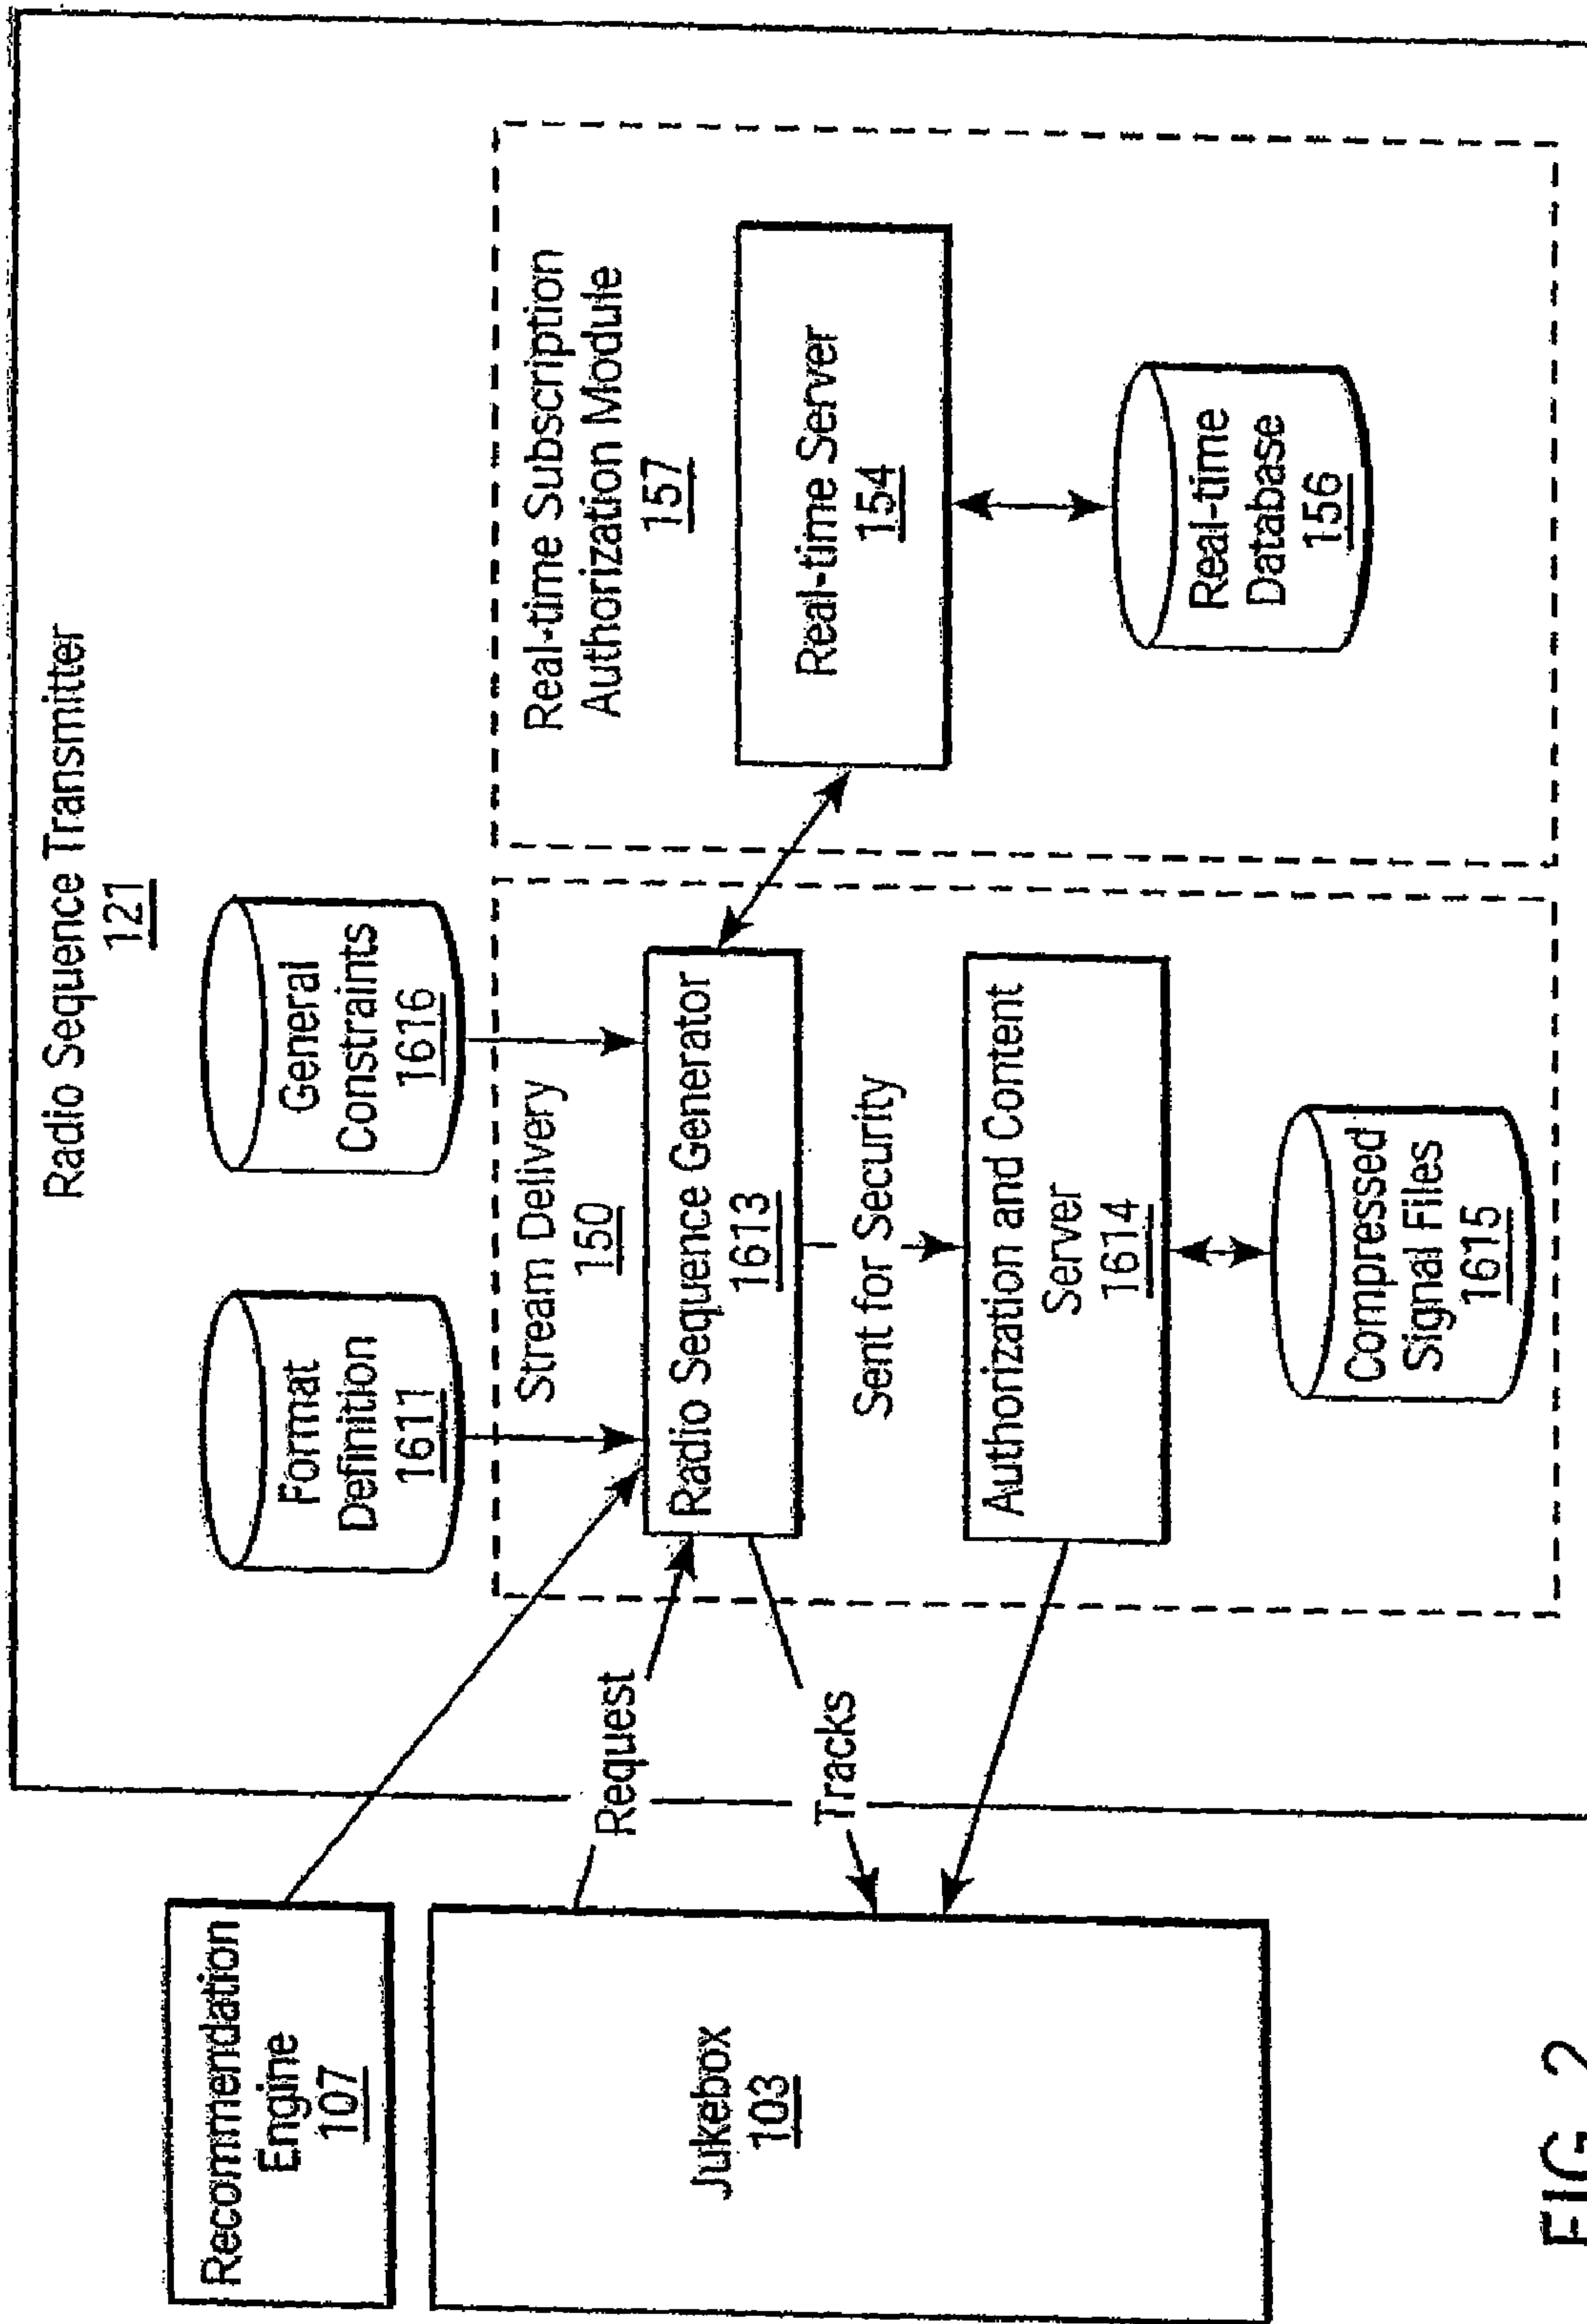 Radio Sequence Transmitter
121
Recommendation
Engine
107
Format
Definition
1611
General
Constraints
1616
Stream Delivery
150
Real-time Subscription
Authorization Module
157
Jukebox
103
Request
Tracks
Radio Sequence Generator
1613
Sent for Security
Authorization and Content
Server
1614
Compressed
Signal Files
1615
Real-time Server
154
Real-time
Database
156
FIG. 2